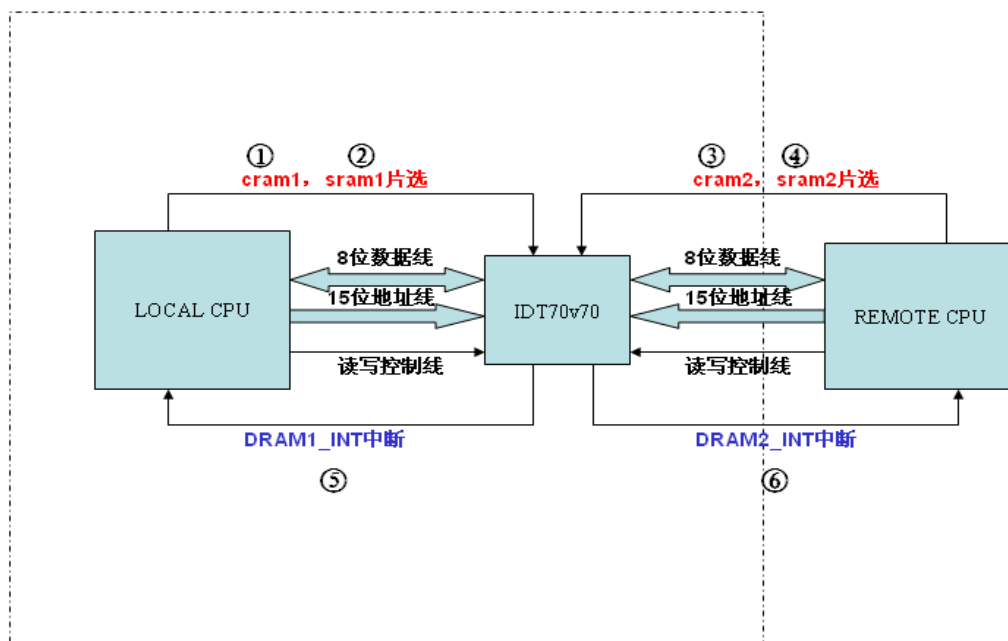 ① ② ③ ④
cram1，sram1片选 cram2，sram2片选
8位数据线 8位数据线
15位地址线 15位地址线
LOCAL CPU IDT70v70 REMOTE CPU
读写控制线 读写控制线
DRAM1_INT中断 DRAM2_INT中断
⑤ ⑥